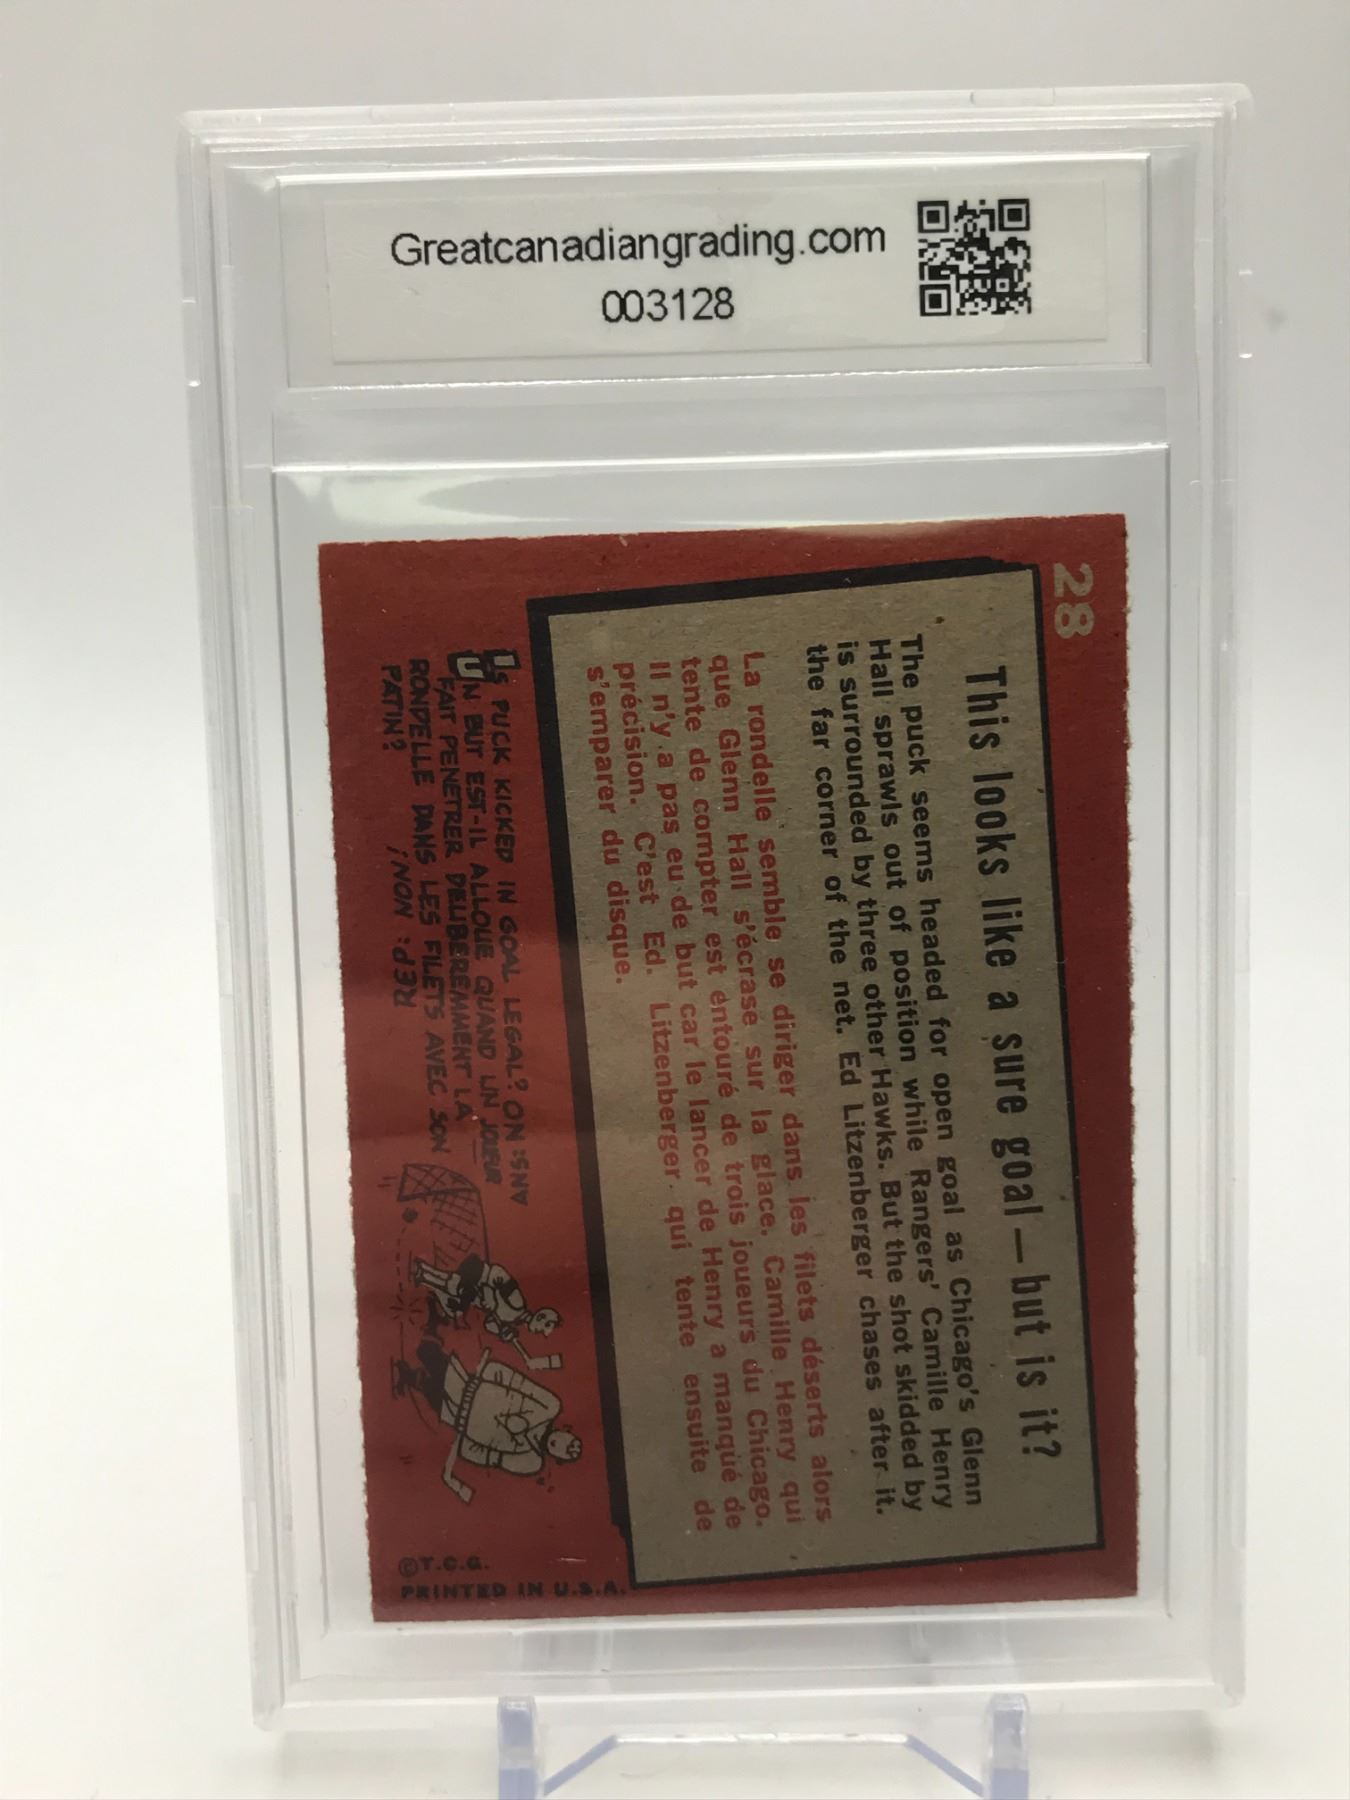 Greatcanadiangrading.com
003128
28
This looks like a sure goal — but is it?
The puck seems headed for open goal as Chicago's Glenn
Hall sprawls out of position while Rangers' Camille Henry
is surrounded by three other Hawks. But the shot skidded by
the far corner of the net. Ed Litzenberger chases after it.
La rondelle semble se diriger dans les filets déserts alors
que Glenn Hall s'écrase sur la glace. Camille Henry qui
tente de compter est entouré de trois joueurs du Chicago.
Il n'y a pas eu de but car le lancer de Henry a manqué de
précision. C'est Ed. Litzenberger qui tente ensuite de
s'emparer du disque.
IS PUCK KICKED IN GOAL LEGAL? ANS: NO
UN BUT EST-IL ALLOUE QUAND UN JOEUR
FAIT PENETRER DELIBEREMMENT LA
RONDELLE DANS LES FILETS AVEC SON
PATIN? REP: NON!
©T.C.G.
PRINTED IN U.S.A.